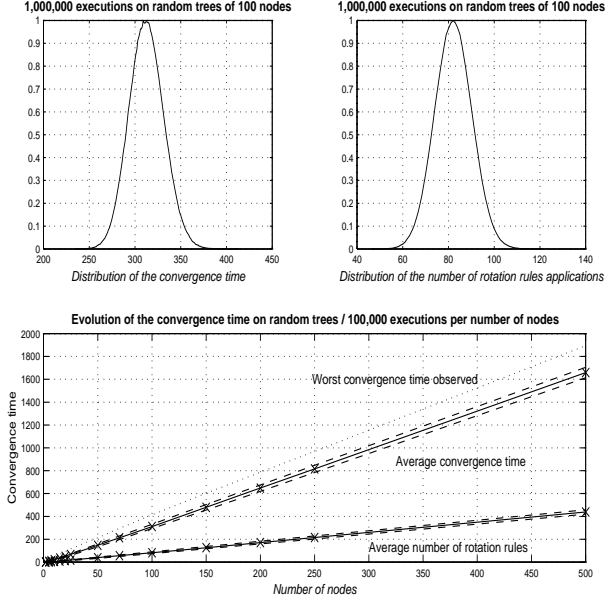 1,000,000 executions on random trees of 100 nodes
1
0.9
0.8
0.7
0.6
0.5
0.4
0.3
0.2
0.1
0
200 250 300 350 400 450
Distribution of the convergence time
1,000,000 executions on random trees of 100 nodes
1
0.9
0.8
0.7
0.6
0.5
0.4
0.3
0.2
0.1
0
40 60 80 100 120 140
Distribution of the number of rotation rules applications
Evolution of the convergence time on random trees / 100,000 executions per number of nodes
Convergence time
2000
1800
1600
1400
1200
1000
800
600
400
200
0
Worst convergence time observed
Average convergence time
Average number of rotation rules
0 50 100 150 200 250 300 350 400 450 500
Number of nodes